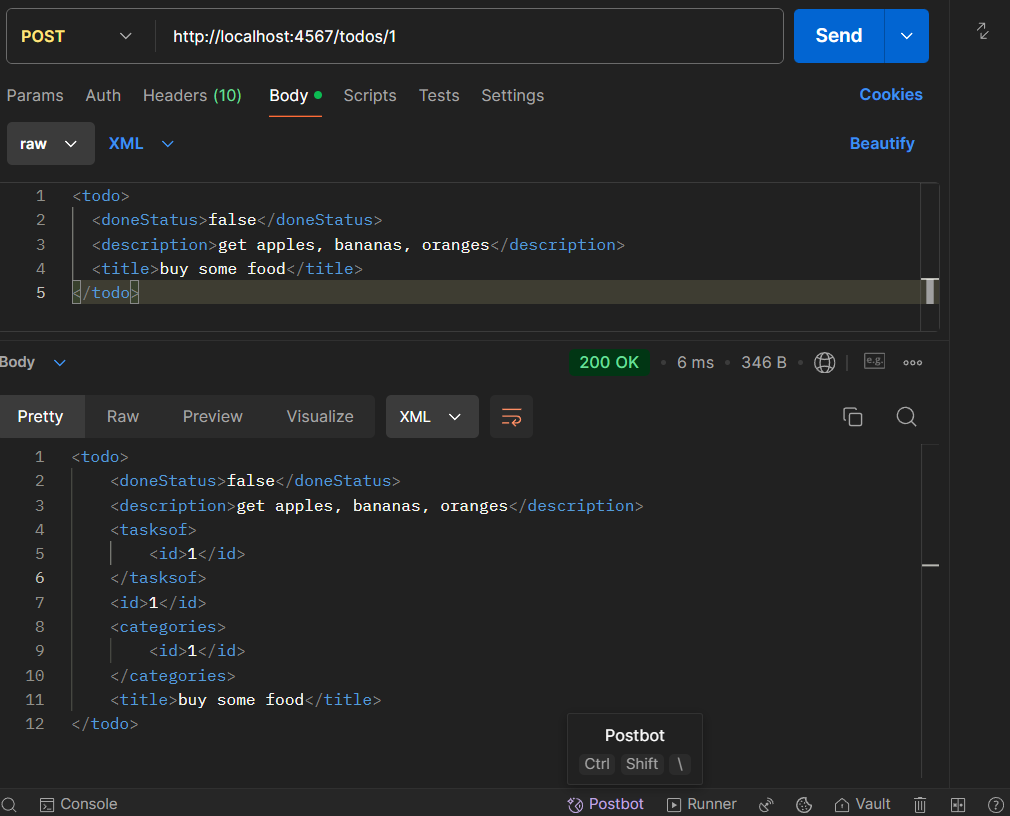 POST http://localhost:4567/todos/1 Send
Params Auth Headers (10) Body Scripts Tests Settings Cookies
raw XML Beautify
1 <todo>
2 <doneStatus>false</doneStatus>
3 <description>get apples, bananas, oranges</description>
4 <title>buy some food</title>
5 </todo>
Body 200 OK 6 ms 346 B e.g.
Pretty Raw Preview Visualize XML
1 <todo>
2 <doneStatus>false</doneStatus>
3 <description>get apples, bananas, oranges</description>
4 <tasksof>
5 <id>1</id>
6 </tasksof>
7 <id>1</id>
8 <categories>
9 <id>1</id>
10 </categories>
11 <title>buy some food</title>
12 </todo>
Postbot
Ctrl Shift \
Console Postbot Runner Vault